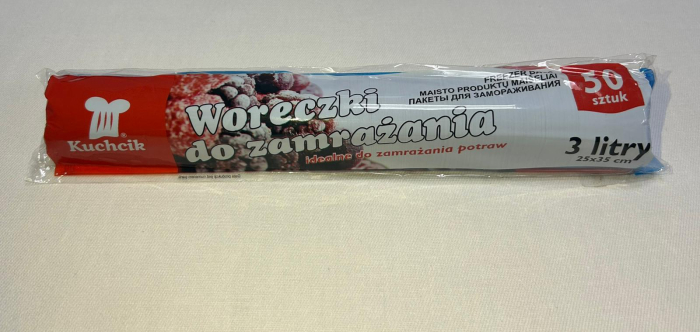 Kuchcik
Woreczki
do zamrażania
idealne do zamrażania potraw
FREEZER
MAISTO PRODUKTŲ MAIŠELIAI
ПАКЕТЫ ДЛЯ ЗАМОРАЖИВАНИЯ
50
sztuk
3 litry
25x35 cm